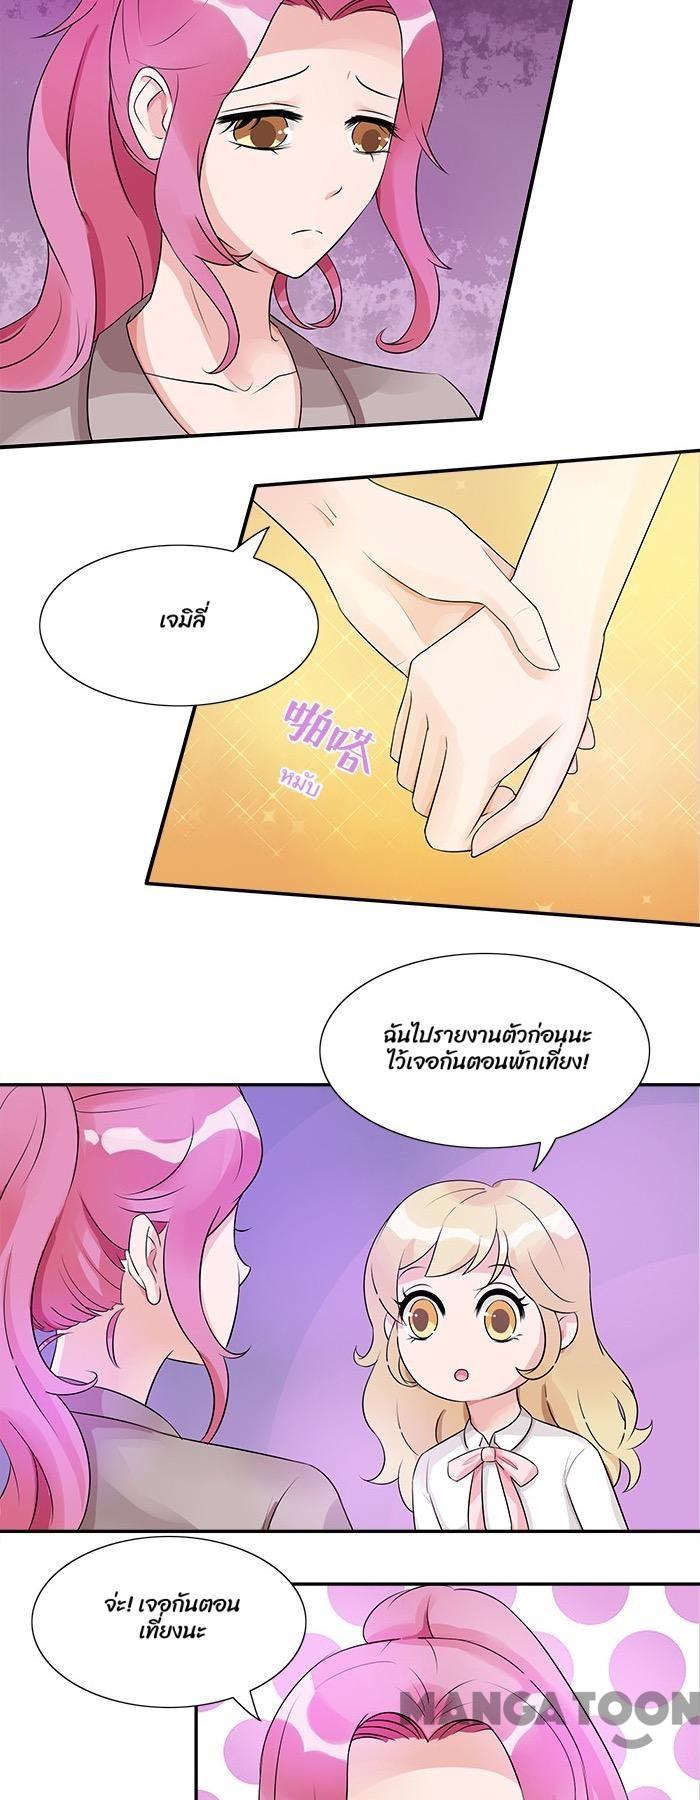 เจมิลี่
啪嗒
หมับ
ฉันไปรายงานตัวก่อนนะ
ไว้เจอกันตอนพักเที่ยง!
จ่ะ! เจอกันตอน
เที่ยงนะ
MANGATOON